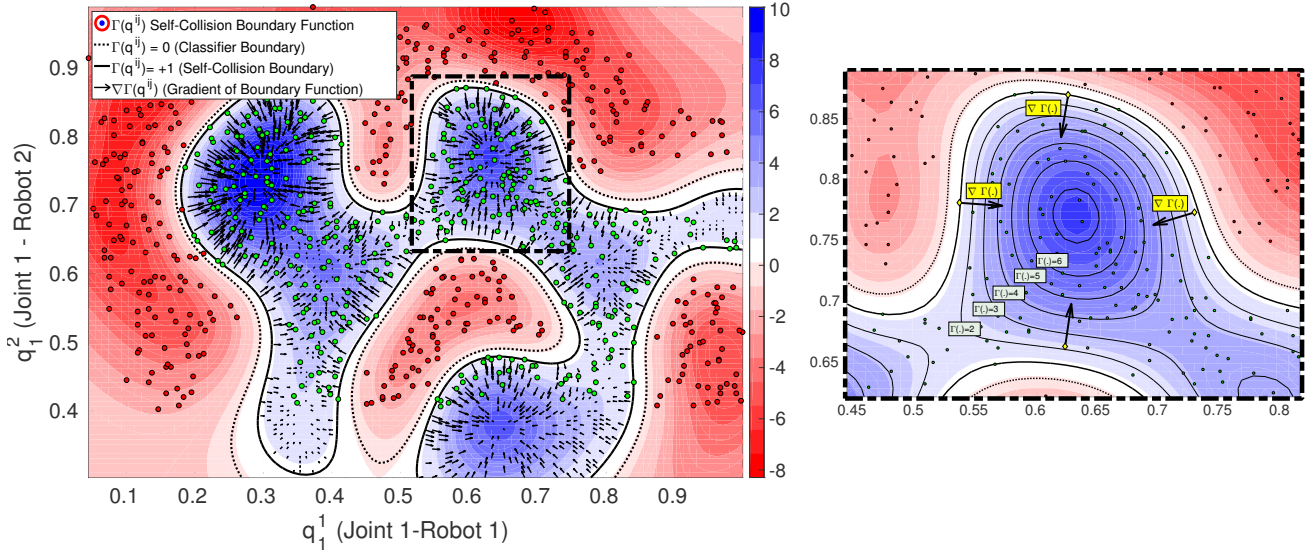 Γ(q^ij) Self-Collision Boundary Function
Γ(q^ij) = 0 (Classifier Boundary)
Γ(q^ij)= +1 (Self-Collision Boundary)
∇Γ(q^ij) (Gradient of Boundary Function)
q_1^2 (Joint 1 - Robot 2)
0.9
0.8
0.7
0.6
0.5
0.4
0.1 0.2 0.3 0.4 0.5 0.6 0.7 0.8 0.9
q_1^1 (Joint 1-Robot 1)
10
8
6
4
2
0
-2
-4
-6
-8
0.85
0.8
0.75
0.7
0.65
∇ Γ(.)
∇ Γ(.)
∇ Γ(.)
Γ(.)=6
Γ(.)=5
Γ(.)=4
Γ(.)=3
Γ(.)=2
0.45 0.5 0.55 0.6 0.65 0.7 0.75 0.8